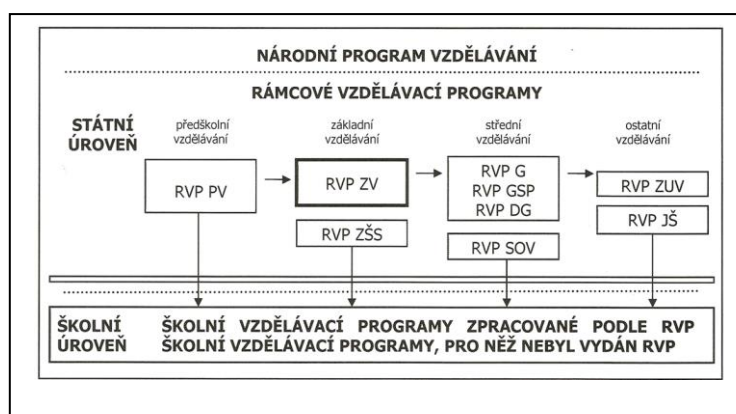 NÁRODNÍ PROGRAM VZDĚLÁVÁNÍ
RÁMCOVÉ VZDĚLÁVACÍ PROGRAMY
STÁTNÍ
ÚROVEŇ
předškolní
vzdělávání
základní
vzdělávání
střední
vzdělávání
ostatní
vzdělávání
RVP PV
RVP ZV
RVP G
RVP GSP
RVP DG
RVP ZUV
RVP ZŠS
RVP SOV
RVP JŠ
ŠKOLNÍ
ÚROVEŇ
ŠKOLNÍ VZDĚLÁVACÍ PROGRAMY ZPRACOVANÉ PODLE RVP
ŠKOLNÍ VZDĚLÁVACÍ PROGRAMY, PRO NĚŽ NEBYL VYDÁN RVP